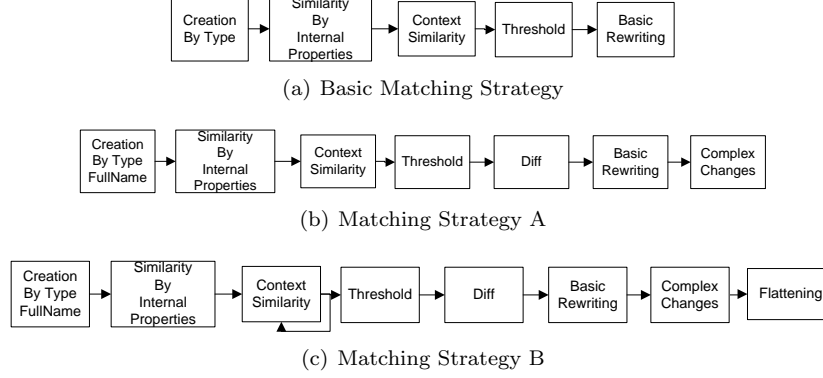 Creation
By Type
Similarity
By
Internal
Properties
Context
Similarity
Threshold
Basic
Rewriting
(a) Basic Matching Strategy
Creation
By Type
FullName
Similarity
By
Internal
Properties
Context
Similarity
Threshold
Diff
Basic
Rewriting
Complex
Changes
(b) Matching Strategy A
Creation
By Type
FullName
Similarity
By
Internal
Properties
Context
Similarity
Threshold
Diff
Basic
Rewriting
Complex
Changes
Flattening
(c) Matching Strategy B